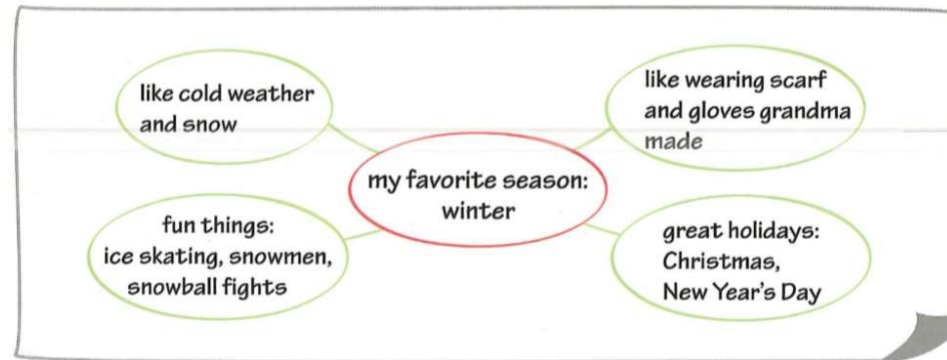 like cold weather
and snow
like wearing scarf
and gloves grandma
made
my favorite season:
winter
fun things:
ice skating, snowmen,
snowball fights
great holidays:
Christmas,
New Year's Day